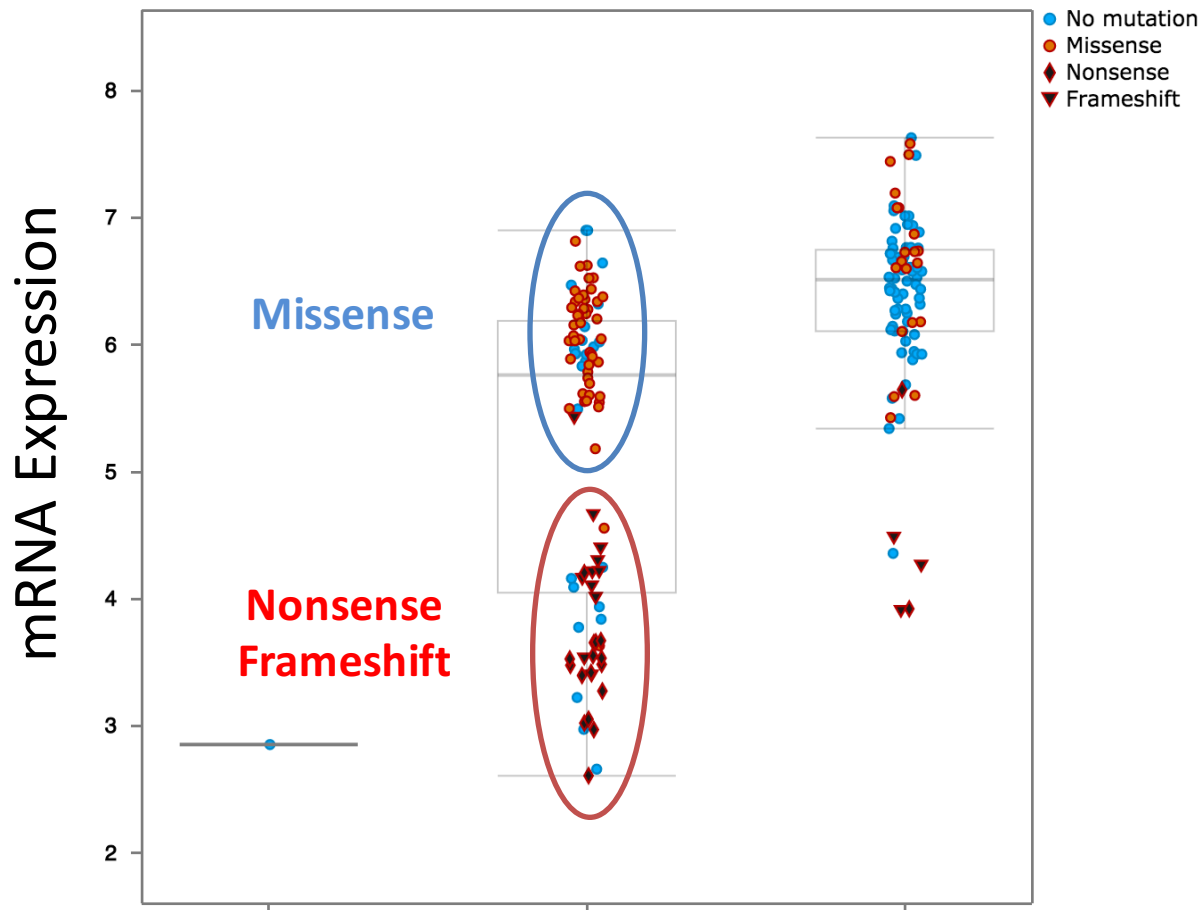 No mutation
Missense
Nonsense
Frameshift
8
7
6
5
4
3
2
mRNA Expression
Missense
Nonsense
Frameshift